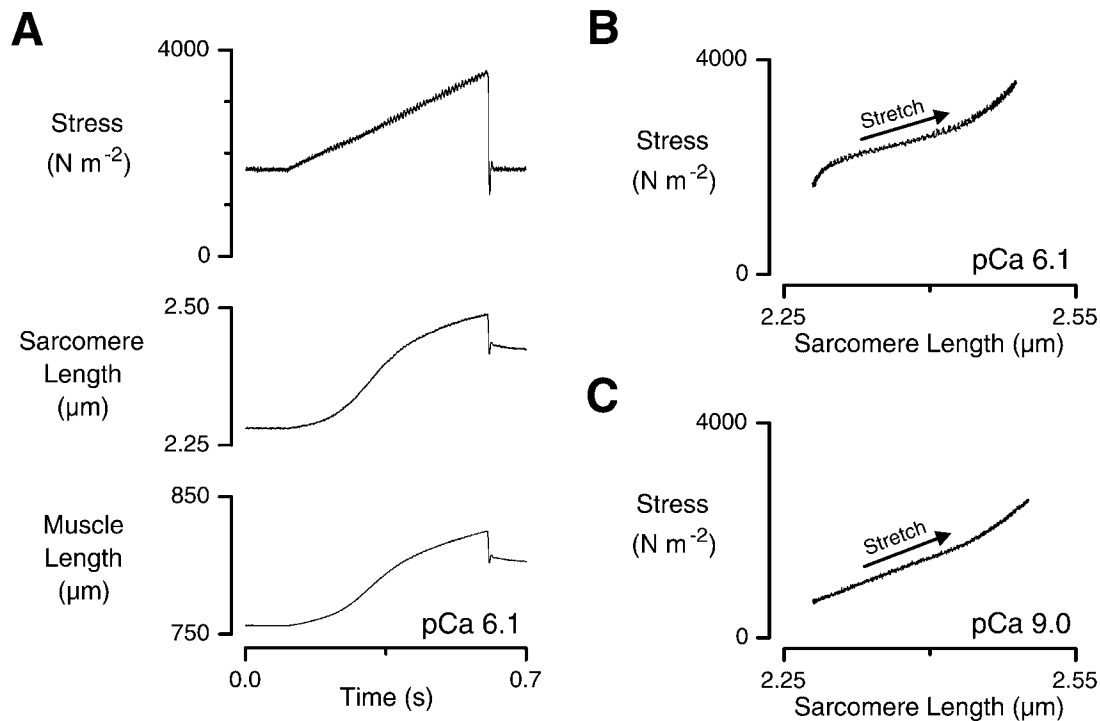 A
4000
Stress
(N m-2)
0
2.50
Sarcomere
Length
(µm)
2.25
850
Muscle
Length
(µm)
750
pCa 6.1
0.0
0.7
Time (s)
B
4000
Stress
(N m-2)
Stretch
0
pCa 6.1
2.25
2.55
Sarcomere Length (µm)
C
4000
Stress
(N m-2)
Stretch
0
pCa 9.0
2.25
2.55
Sarcomere Length (µm)